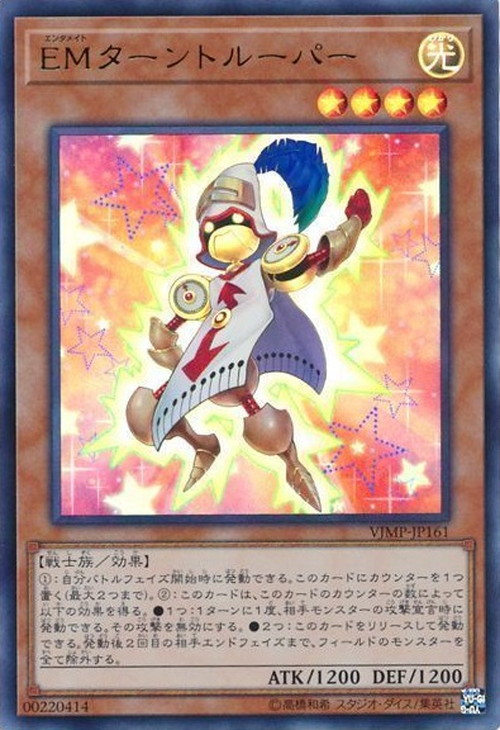 エンタメイト
EMターントルーパー
ひかり
光
VJMP-JP161
【戦士族/効果】
①:自分バトルフェイズ開始時に発動できる。このカードにカウンターを1つ
置く(最大2つまで)。②:このカードは、このカードのカウンターの数によって
以下の効果を得る。●1つ:1ターンに1度、相手モンスターの攻撃宣言時に
発動できる。その攻撃を無効にする。●2つ:このカードをリリースして発動
できる。発動後2回目の相手エンドフェイズまで、フィールドのモンスターを
全て除外する。
ATK/1200 DEF/1200
00220414
©高橋和希 スタジオ・ダイス/集英社